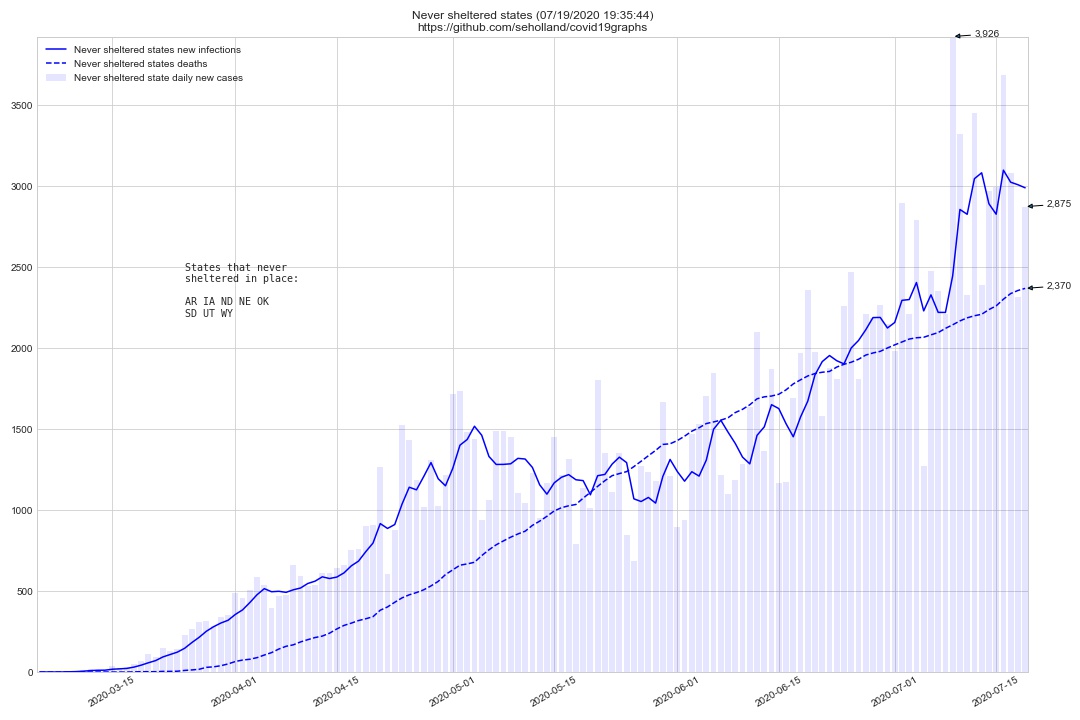 Never sheltered states (07/19/2020 19:35:44)
https://github.com/seholland/covid19graphs
3,926
Never sheltered states new infections
Never sheltered states deaths
Never sheltered state daily new cases
3500
3000
2,875
2500
States that never
sheltered in place:
2,370
AR IA ND NE OK
SD UT WY
2000
1500
1000
500
0
2020-03-15
2020-04-01
2020-04-15
2020-05-01
2020-05-15
2020-06-01
2020-06-15
2020-07-01
2020-07-15